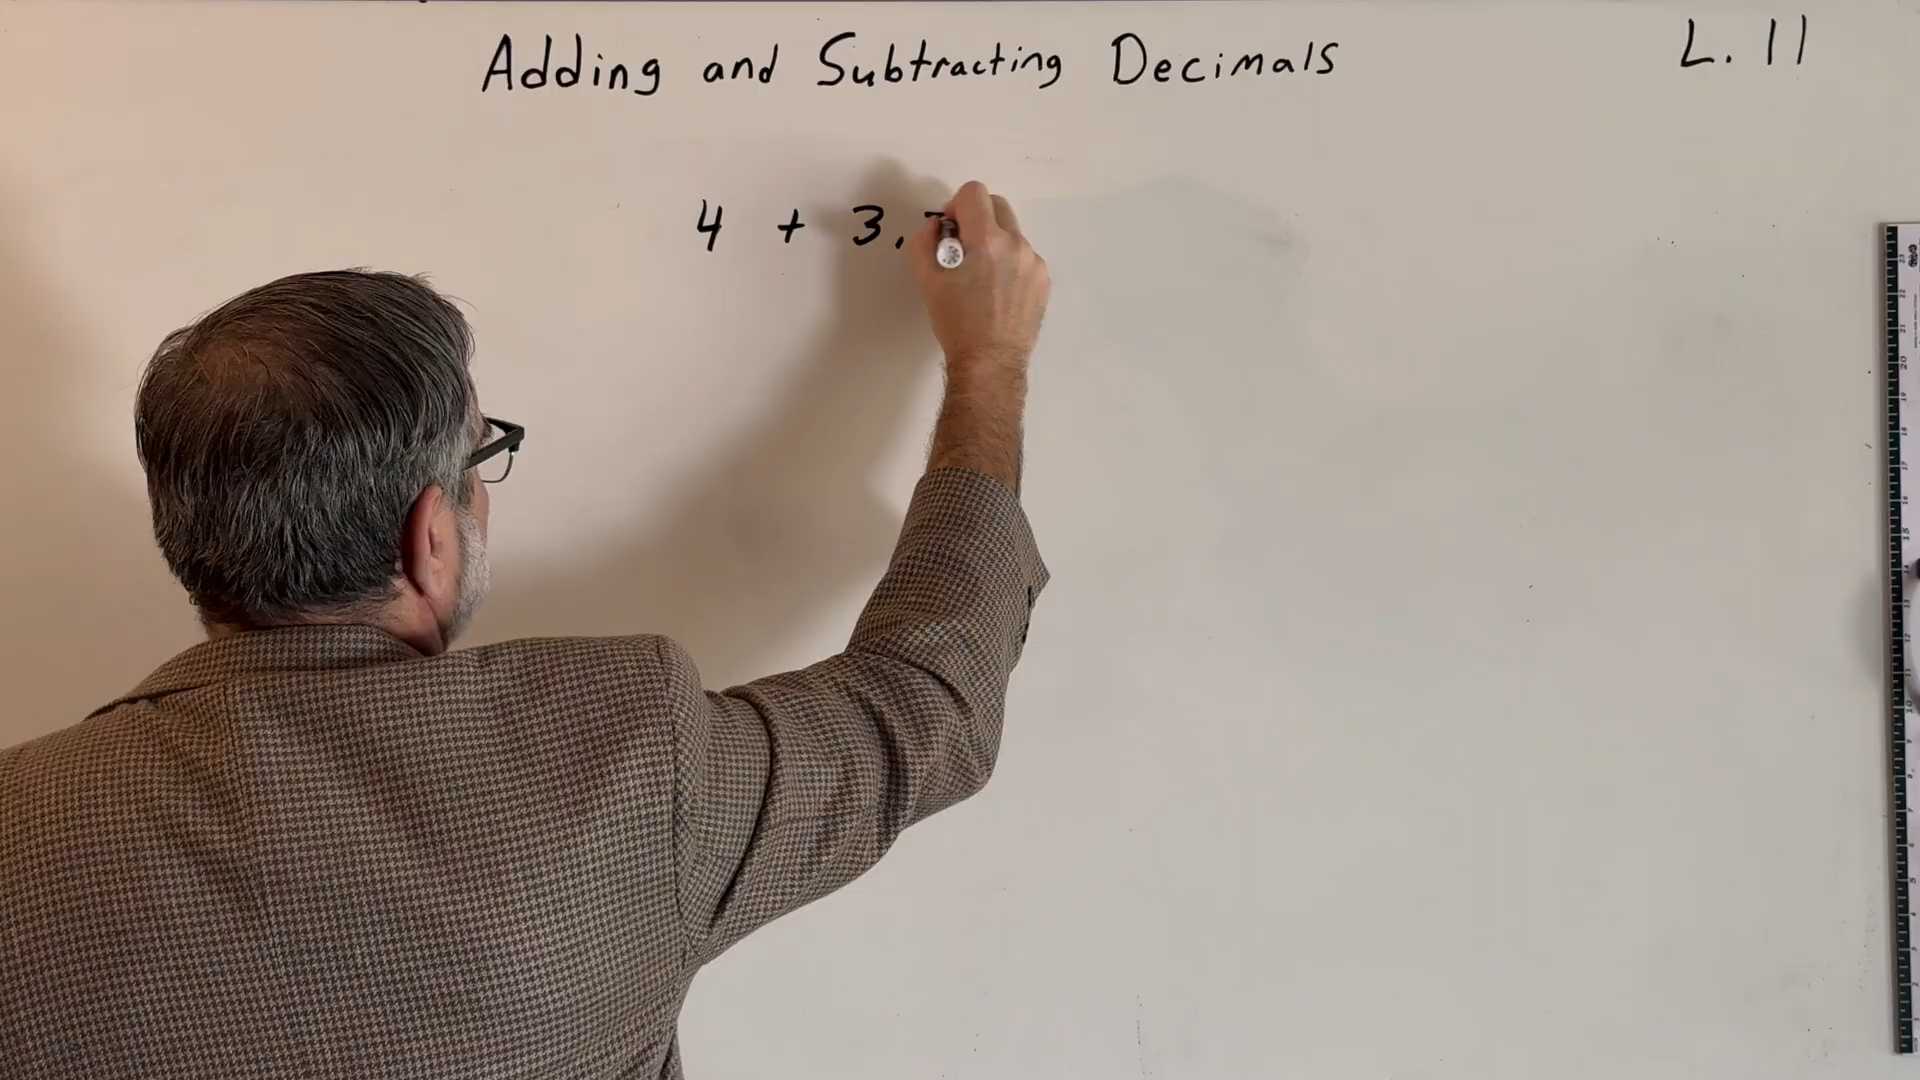 Adding and Subtracting Decimals L. 11
4 + 3.